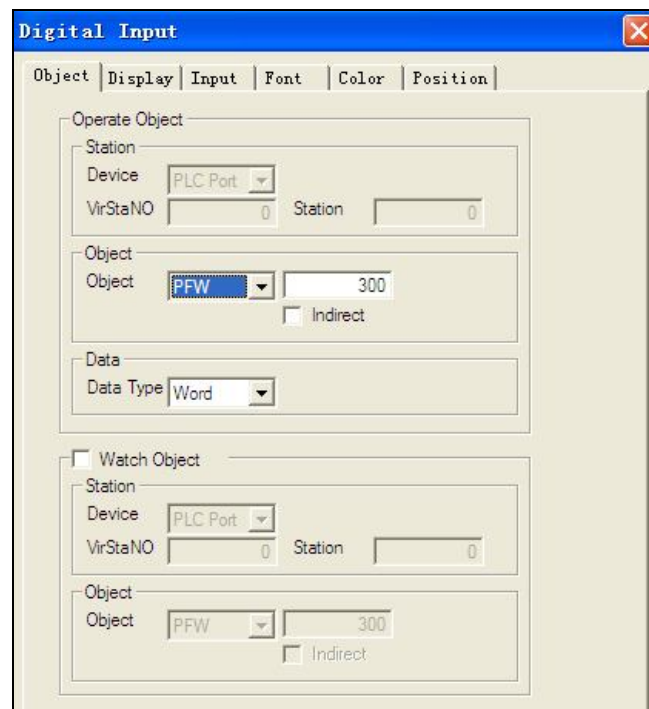 Digital Input
Object Display Input Font Color Position
Operate Object
Station
Device PLC Port
VirStaNO 0 Station 0
Object
Object PFW 300
Indirect
Data
Data Type Word
Watch Object
Station
Device PLC Port
VirStaNO 0 Station 0
Object
Object PFW 300
Indirect